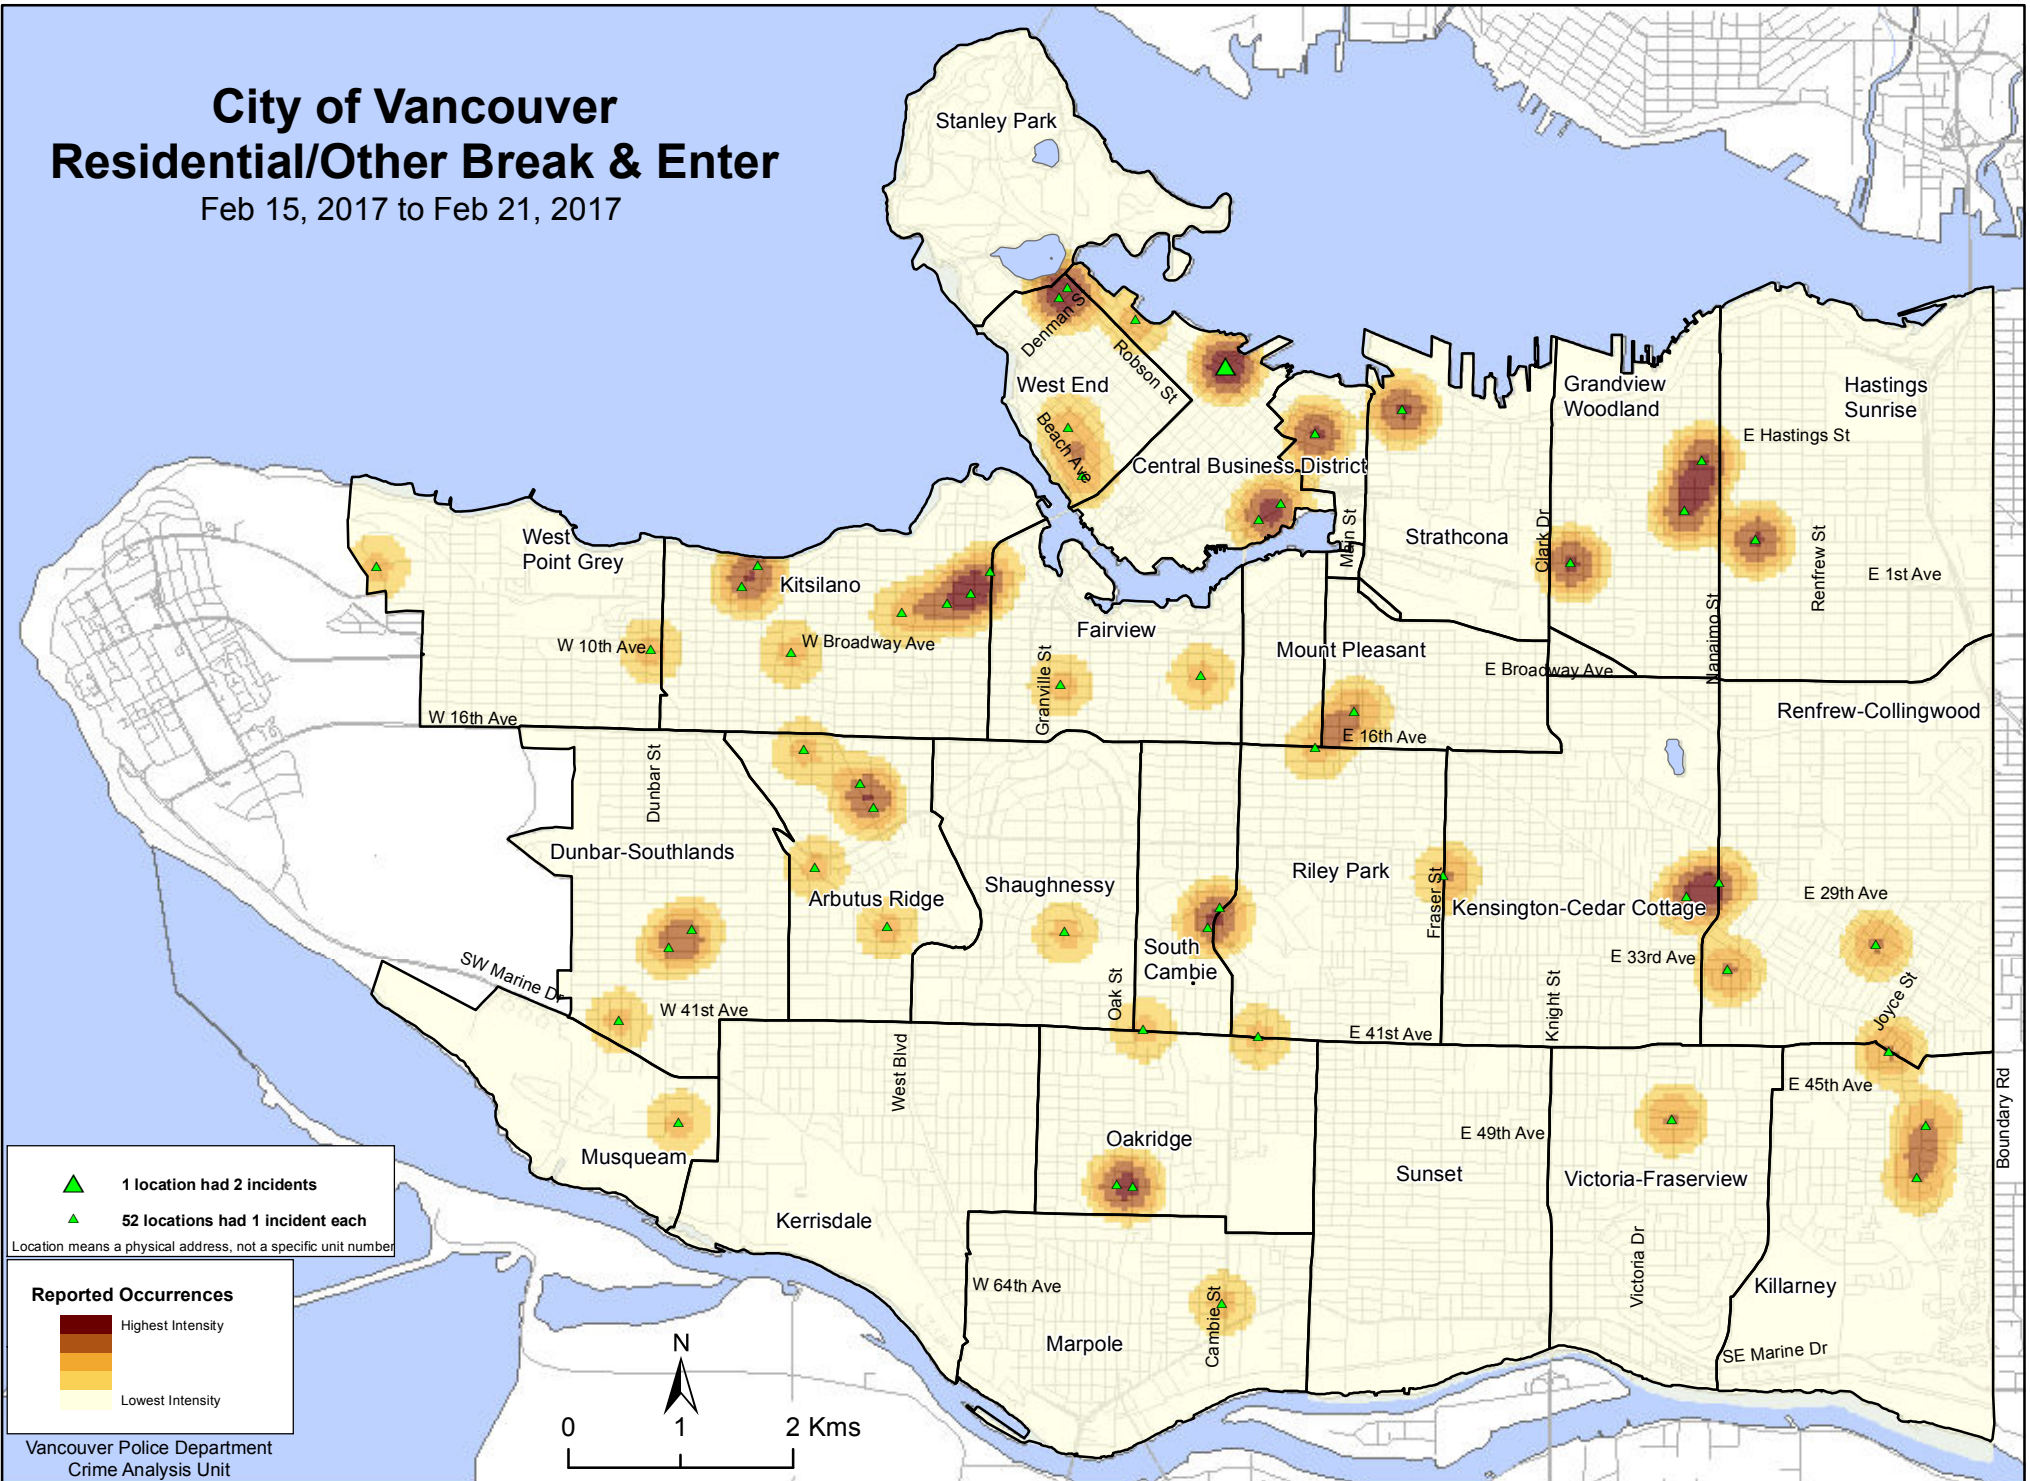 City of Vancouver
Residential/Other Break & Enter
Feb 15, 2017 to Feb 21, 2017
Stanley Park
Denman St
Robson St
West End
Beach Ave
Central Business District
Grandview
Woodland
Hastings
Sunrise
E Hastings St
Main St
Strathcona
Clark Dr
Renfrew St
E 1st Ave
Nanaimo St
West
Point Grey
Kitsilano
W 10th Ave
W Broadway Ave
Fairview
Granville St
Mount Pleasant
E Broadway Ave
W 16th Ave
E 16th Ave
Renfrew-Collingwood
Dunbar St
Dunbar-Southlands
Arbutus Ridge
Shaughnessy
Riley Park
Fraser St
Kensington-Cedar Cottage
E 29th Ave
South
Cambie
E 33rd Ave
SW Marine Dr
W 41st Ave
Oak St
E 41st Ave
Knight St
Joyce St
West Blvd
E 45th Ave
Boundary Rd
Musqueam
Oakridge
E 49th Ave
Sunset
Victoria-Fraserview
Kerrisdale
W 64th Ave
Cambie St
Victoria Dr
Killarney
Marpole
SE Marine Dr
1 location had 2 incidents
52 locations had 1 incident each
Location means a physical address, not a specific unit number
Reported Occurrences
Highest Intensity
Lowest Intensity
Vancouver Police Department
Crime Analysis Unit
N
0 1 2 Kms